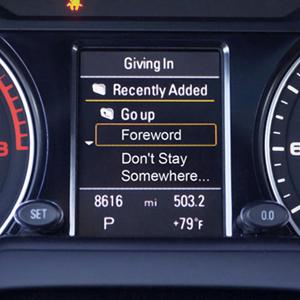 Giving In
Recently Added
Go up
Foreword
Don't Stay
Somewhere...
8616 mi 503.2
P +79°F
SET
0.0